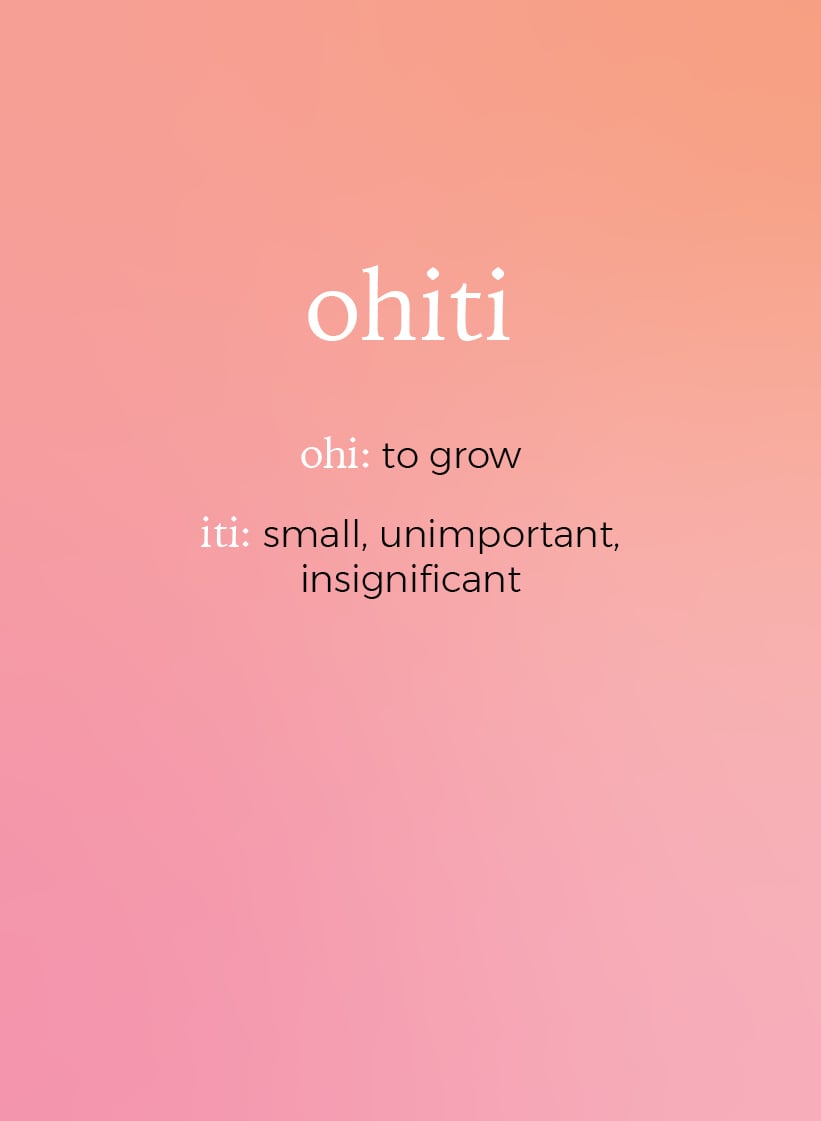 ohiti
ohi: to grow
iti: small, unimportant,
insignificant